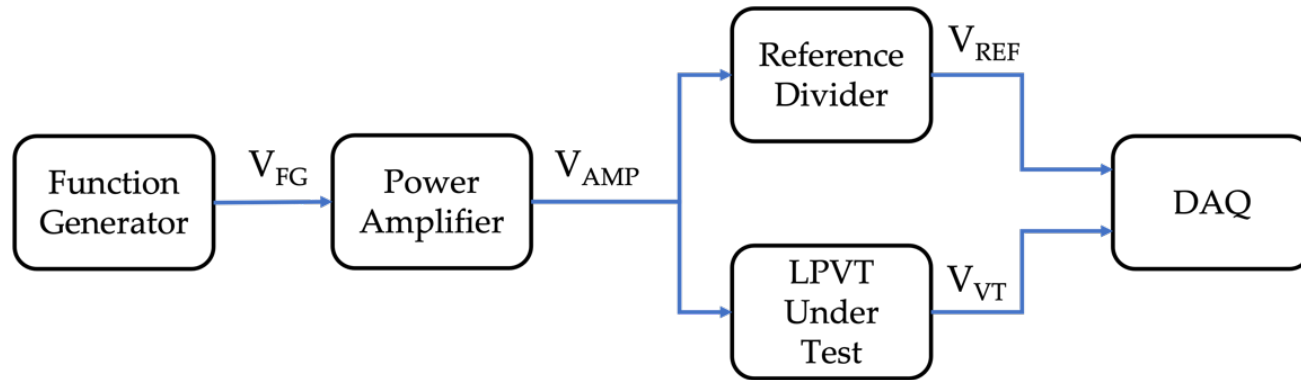 Function
Generator
V_FG
Power
Amplifier
V_AMP
Reference
Divider
V_REF
LPVT
Under
Test
V_VT
DAQ